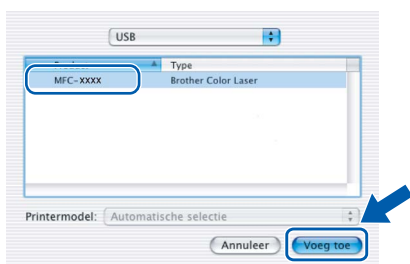 USB
Type
MFC-XXXX Brother Color Laser
Printermodel: Automatische selectie
Annuleer Voeg toe